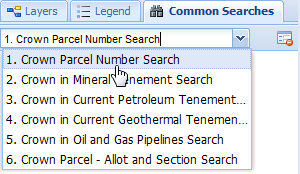 Layers Legend Common Searches
1. Crown Parcel Number Search
1. Crown Parcel Number Search
2. Crown in Mineral Tenement Search
3. Crown in Current Petroleum Tenement...
4. Crown in Current Geothermal Tenemen...
5. Crown in Oil and Gas Pipelines Search
6. Crown Parcel - Allot and Section Search